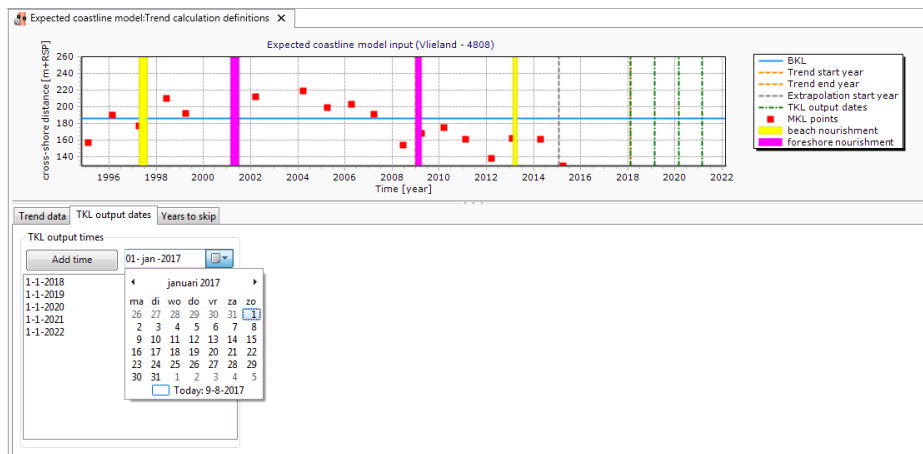 Expected coastline model:Trend calculation definitions
Expected coastline model input (Vlieland - 4808)
cross-shore distance [m+RSP]
260
240
220
200
180
160
140
1996 1998 2000 2002 2004 2006 2008 2010 2012 2014 2016 2018 2020 2022
Time [year]
BKL
Trend start year
Trend end year
Extrapolation start year
TKL output dates
MKL points
beach nourishment
foreshore nourishment
Trend data TKL output dates Years to skip
TKL output times
Add time 01- jan -2017
1-1-2018
1-1-2019
1-1-2020
1-1-2021
1-1-2022
januari 2017
ma di wo do vr za zo
26 27 28 29 30 31 1
2 3 4 5 6 7 8
9 10 11 12 13 14 15
16 17 18 19 20 21 22
23 24 25 26 27 28 29
30 31 1 2 3 4 5
Today: 9-8-2017